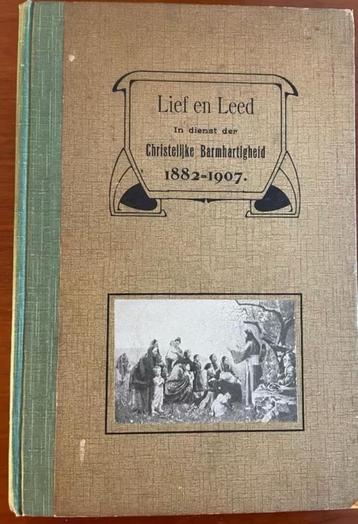 Lief en Leed
In dienst der
Christelijke Barmhartigheid
1882-1907.